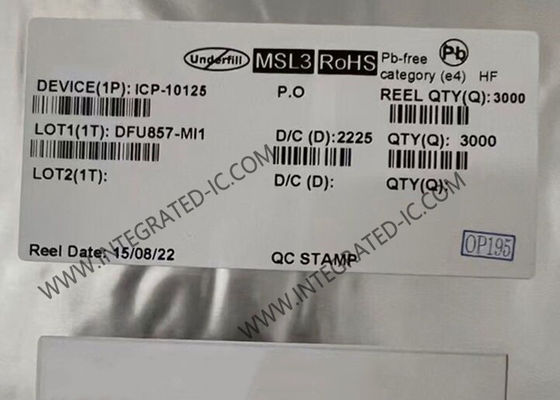 Underfill MSL3 RoHS Pb-free category (e4) Pb HF
DEVICE(1P): ICP-10125 P.O REEL QTY(Q): 3000
LOT1(1T): DFU857-MI1 D/C (D):2225 QTY(Q): 3000
LOT2(1T): D/C (D): QTY(Q):
Reel Date: 15/08/22 QC STAMP OP195
WWW.INTEGRATED-IC.COM
WWW.INTEGRATED-IC.COM